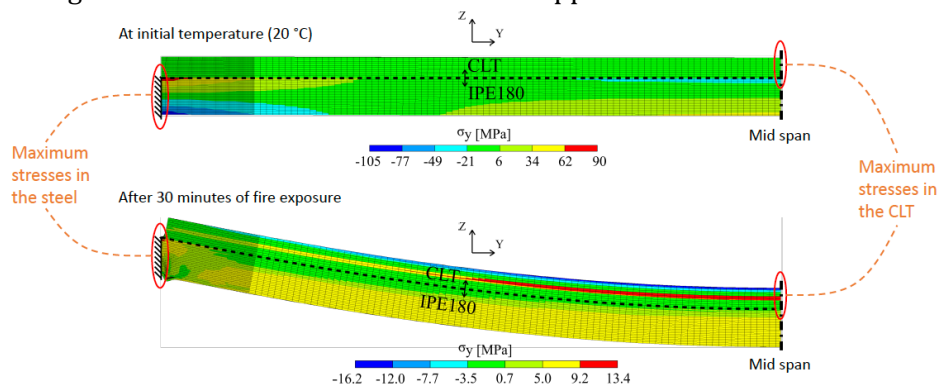 At initial temperature (20 °C)
Z
Y
CLT
IPE180
Mid span
σy [MPa]
-105 -77 -49 -21 6 34 62 90
Maximum
stresses in
the steel
Maximum
stresses in
the CLT
After 30 minutes of fire exposure
Z
Y
CLT
IPE180
σy [MPa]
-16.2 -12.0 -7.7 -3.5 0.7 5.0 9.2 13.4
Mid span